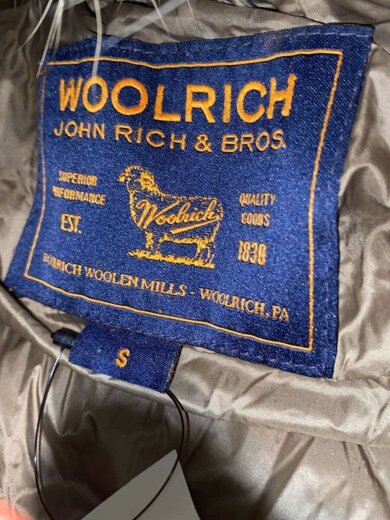 WOOLRICH
JOHN RICH & BROS.
SUPERIOR
PERFORMANCE
QUALITY
GOODS
Woolrich
EST.
1830
WOOLRICH WOOLEN MILLS - WOOLRICH, PA
S